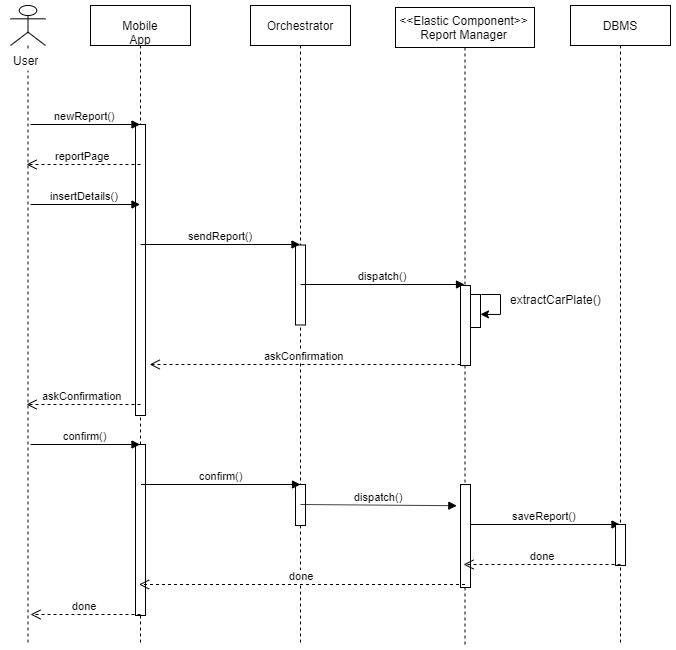 User
Mobile
App
Orchestrator
<<Elastic Component>>
Report Manager
DBMS
newReport()
reportPage
insertDetails()
sendReport()
dispatch()
extractCarPlate()
askConfirmation
askConfirmation
confirm()
confirm()
dispatch()
saveReport()
done
done
done